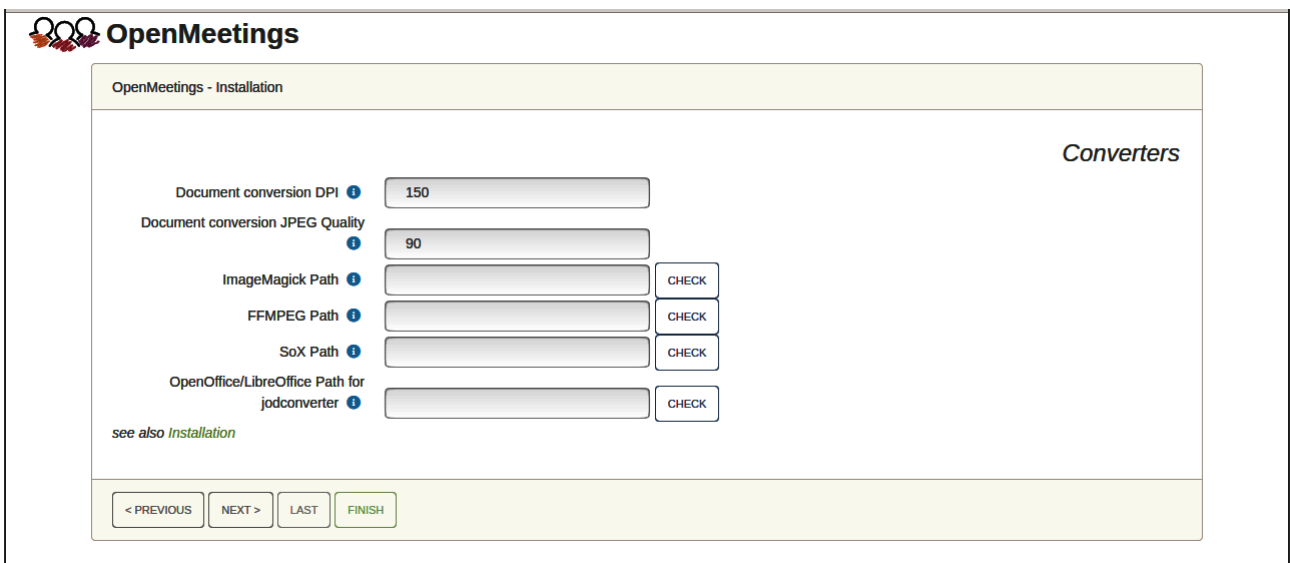 OpenMeetings
OpenMeetings - Installation
Converters
Document conversion DPI 150
Document conversion JPEG Quality
90
ImageMagick Path CHECK
FFMPEG Path CHECK
SoX Path CHECK
OpenOffice/LibreOffice Path for
jodconverter CHECK
see also Installation
< PREVIOUS NEXT > LAST FINISH